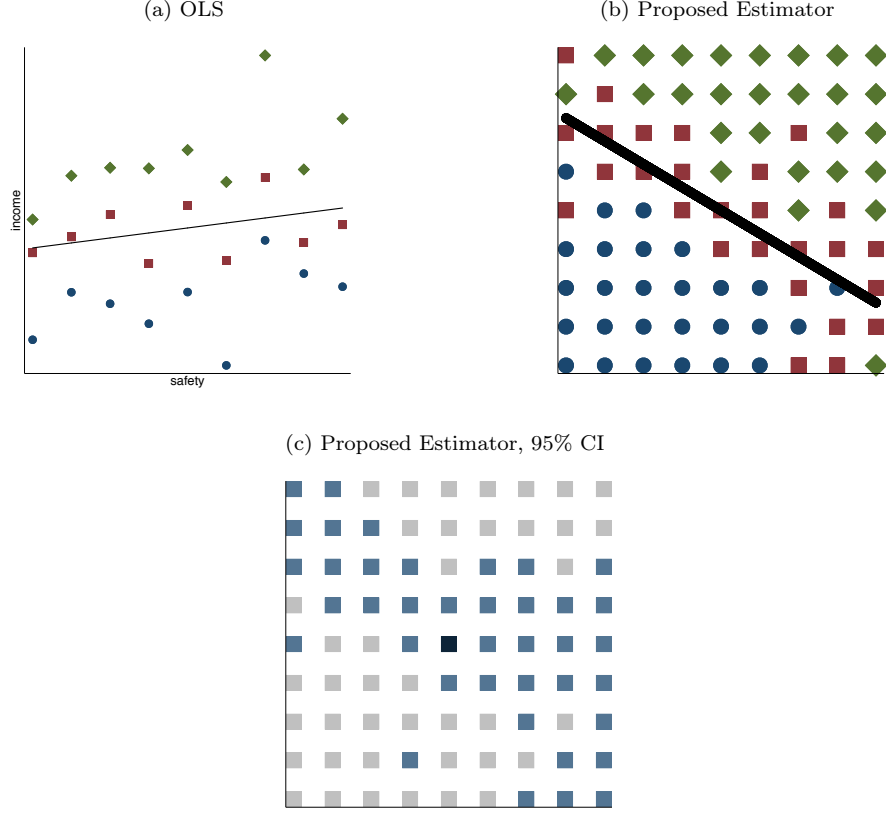 (a) OLS
(b) Proposed Estimator
income
safety
(c) Proposed Estimator, 95% CI